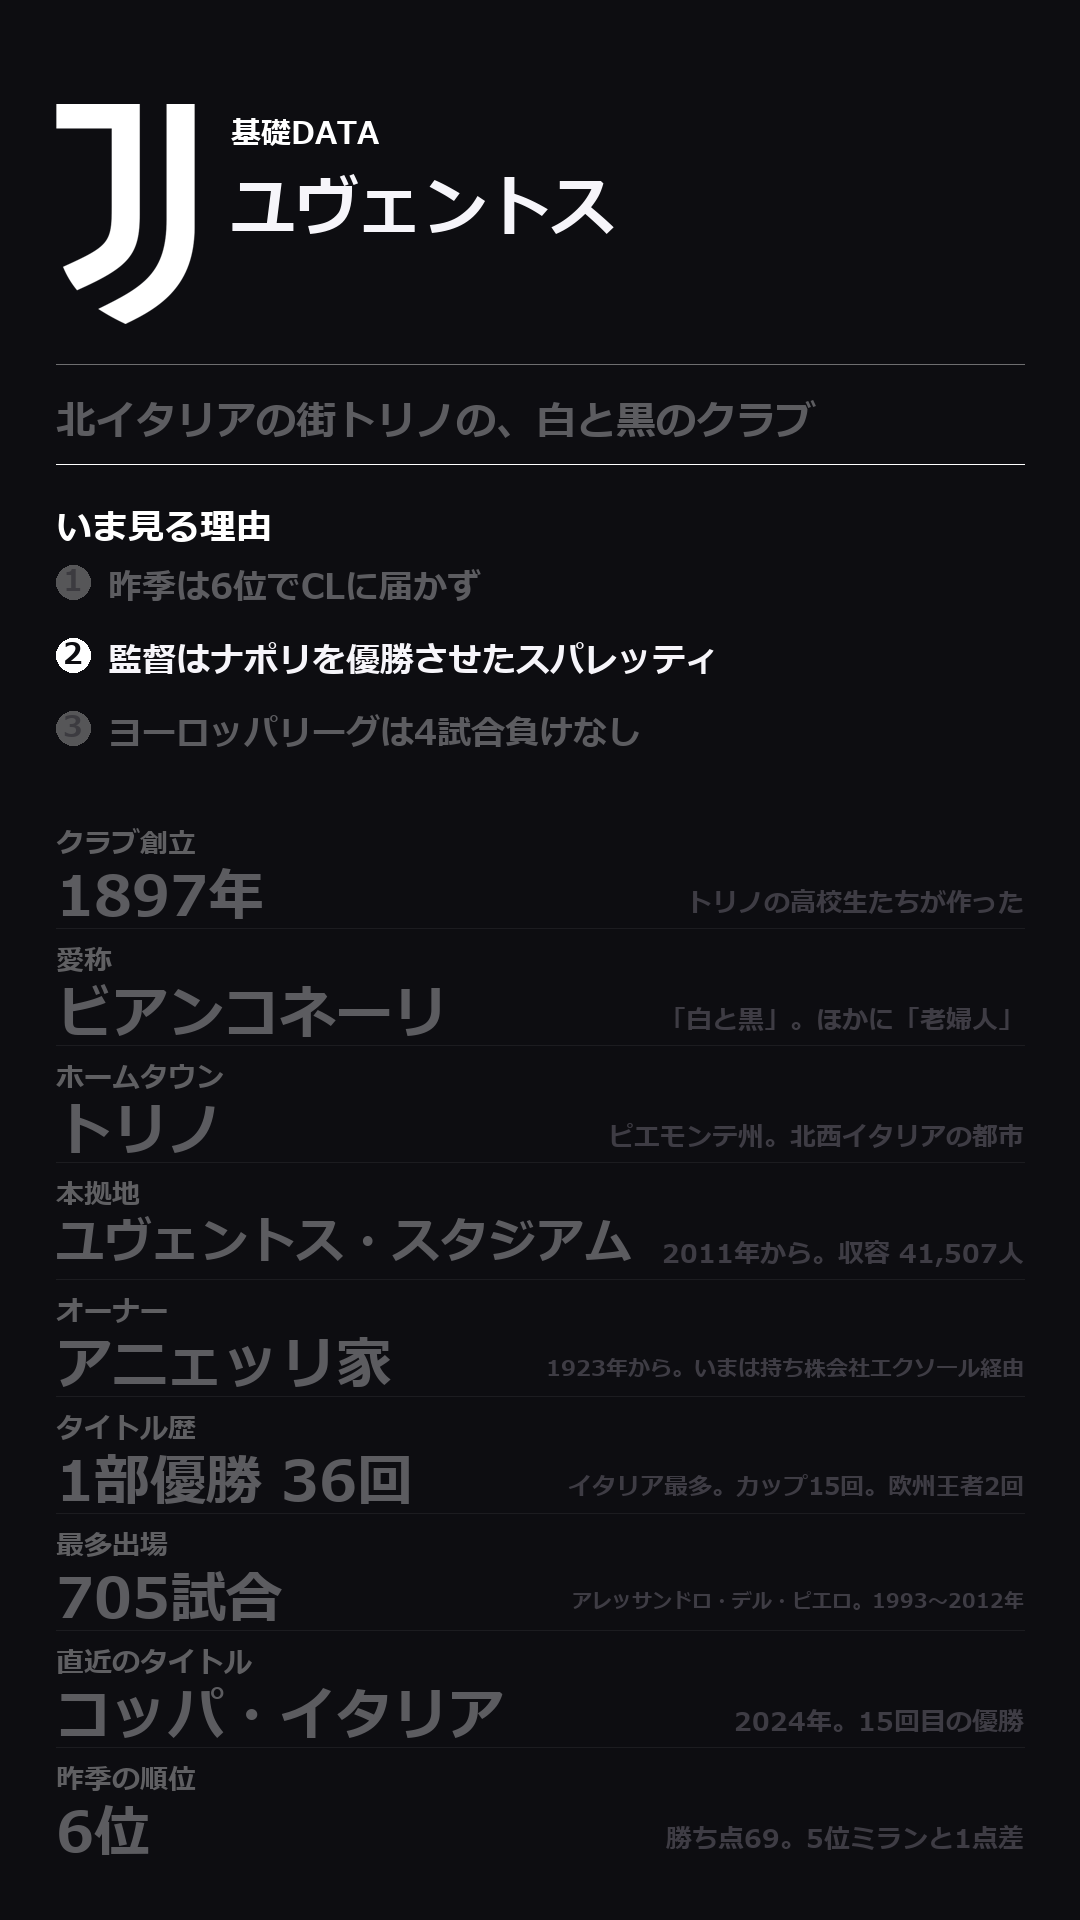 基礎DATA
ユヴェントス
北イタリアの街トリノの、白と黒のクラブ
いま見る理由
1 昨季は6位でCLに届かず
2 監督はナポリを優勝させたスパレッティ
3 ヨーロッパリーグは4試合負けなし
クラブ創立
1897年 トリノの高校生たちが作った
愛称
ビアンコネーリ 「白と黒」。ほかに「老婦人」
ホームタウン
トリノ ピエモンテ州。北西イタリアの都市
本拠地
ユヴェントス・スタジアム 2011年から。収容 41,507人
オーナー
アニェッリ家 1923年から。いまは持ち株会社エクソール経由
タイトル歴
1部優勝 36回 イタリア最多。カップ15回。欧州王者2回
最多出場
705試合 アレッサンドロ・デル・ピエロ。1993〜2012年
直近のタイトル
コッパ・イタリア 2024年。15回目の優勝
昨季の順位
6位 勝ち点69。5位ミランと1点差